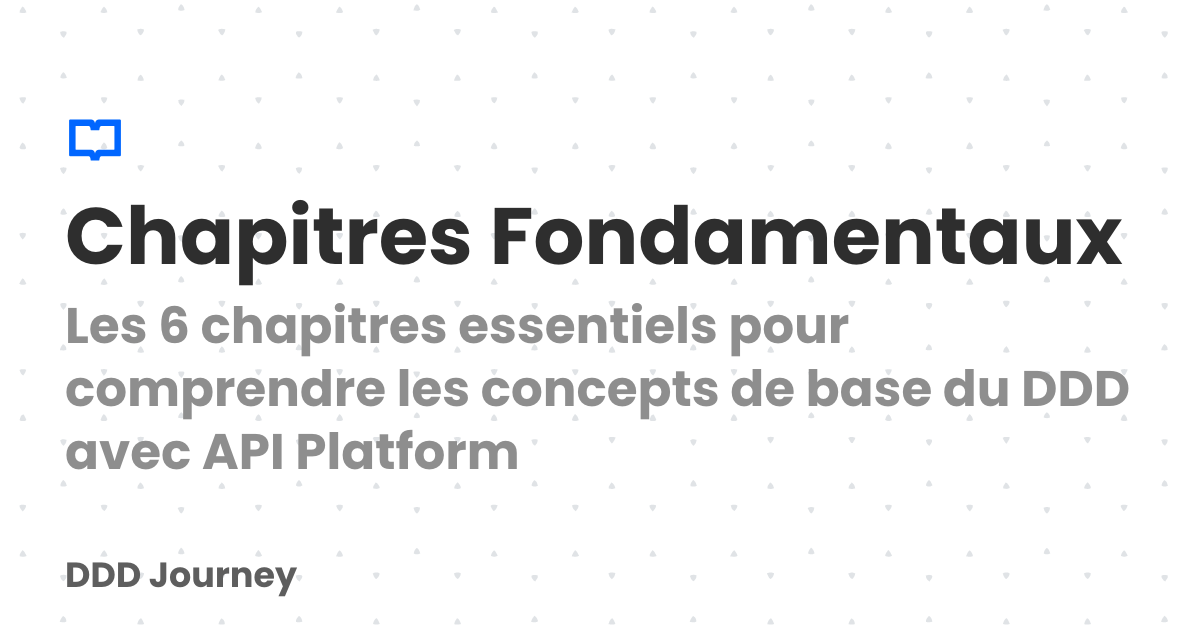 Chapitres Fondamentaux
Les 6 chapitres essentiels pour
comprendre les concepts de base du DDD
avec API Platform
DDD Journey